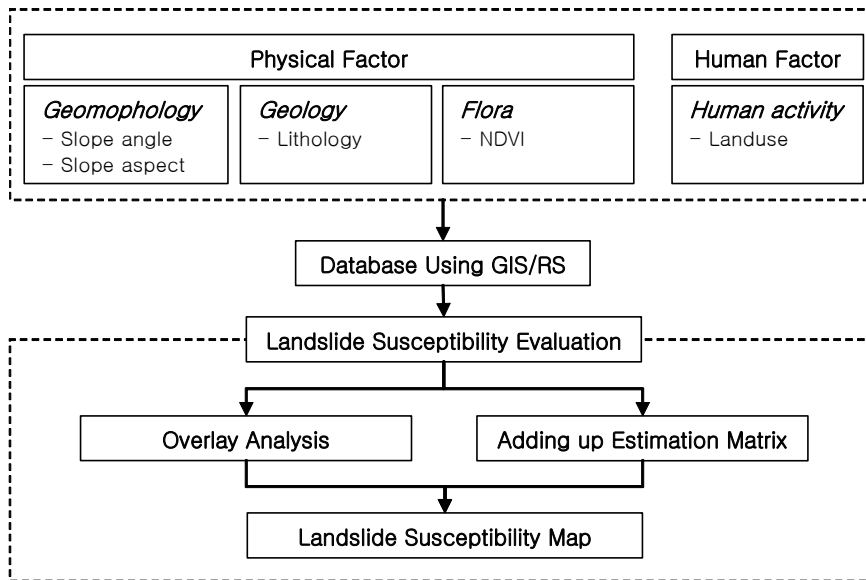 Physical Factor
Human Factor
Geomophology
- Slope angle
- Slope aspect
Geology
- Lithology
Flora
- NDVI
Human activity
- Landuse
Database Using GIS/RS
Landslide Susceptibility Evaluation
Overlay Analysis
Adding up Estimation Matrix
Landslide Susceptibility Map